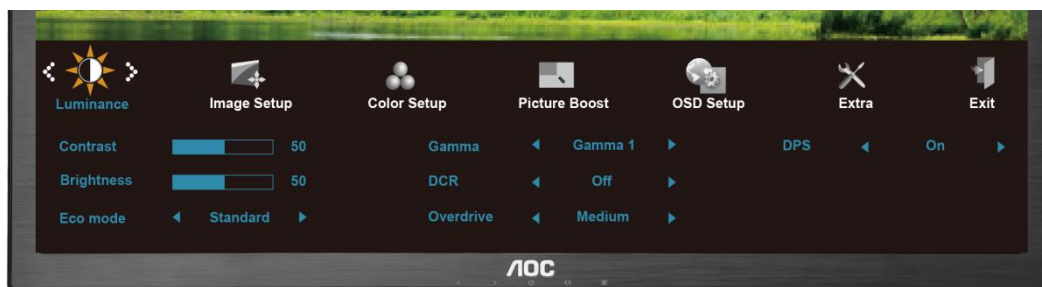 Luminance Image Setup Color Setup Picture Boost OSD Setup Extra Exit
Contrast 50 Gamma Gamma 1 DPS On
Brightness 50 DCR Off
Eco mode Standard Overdrive Medium
AOC